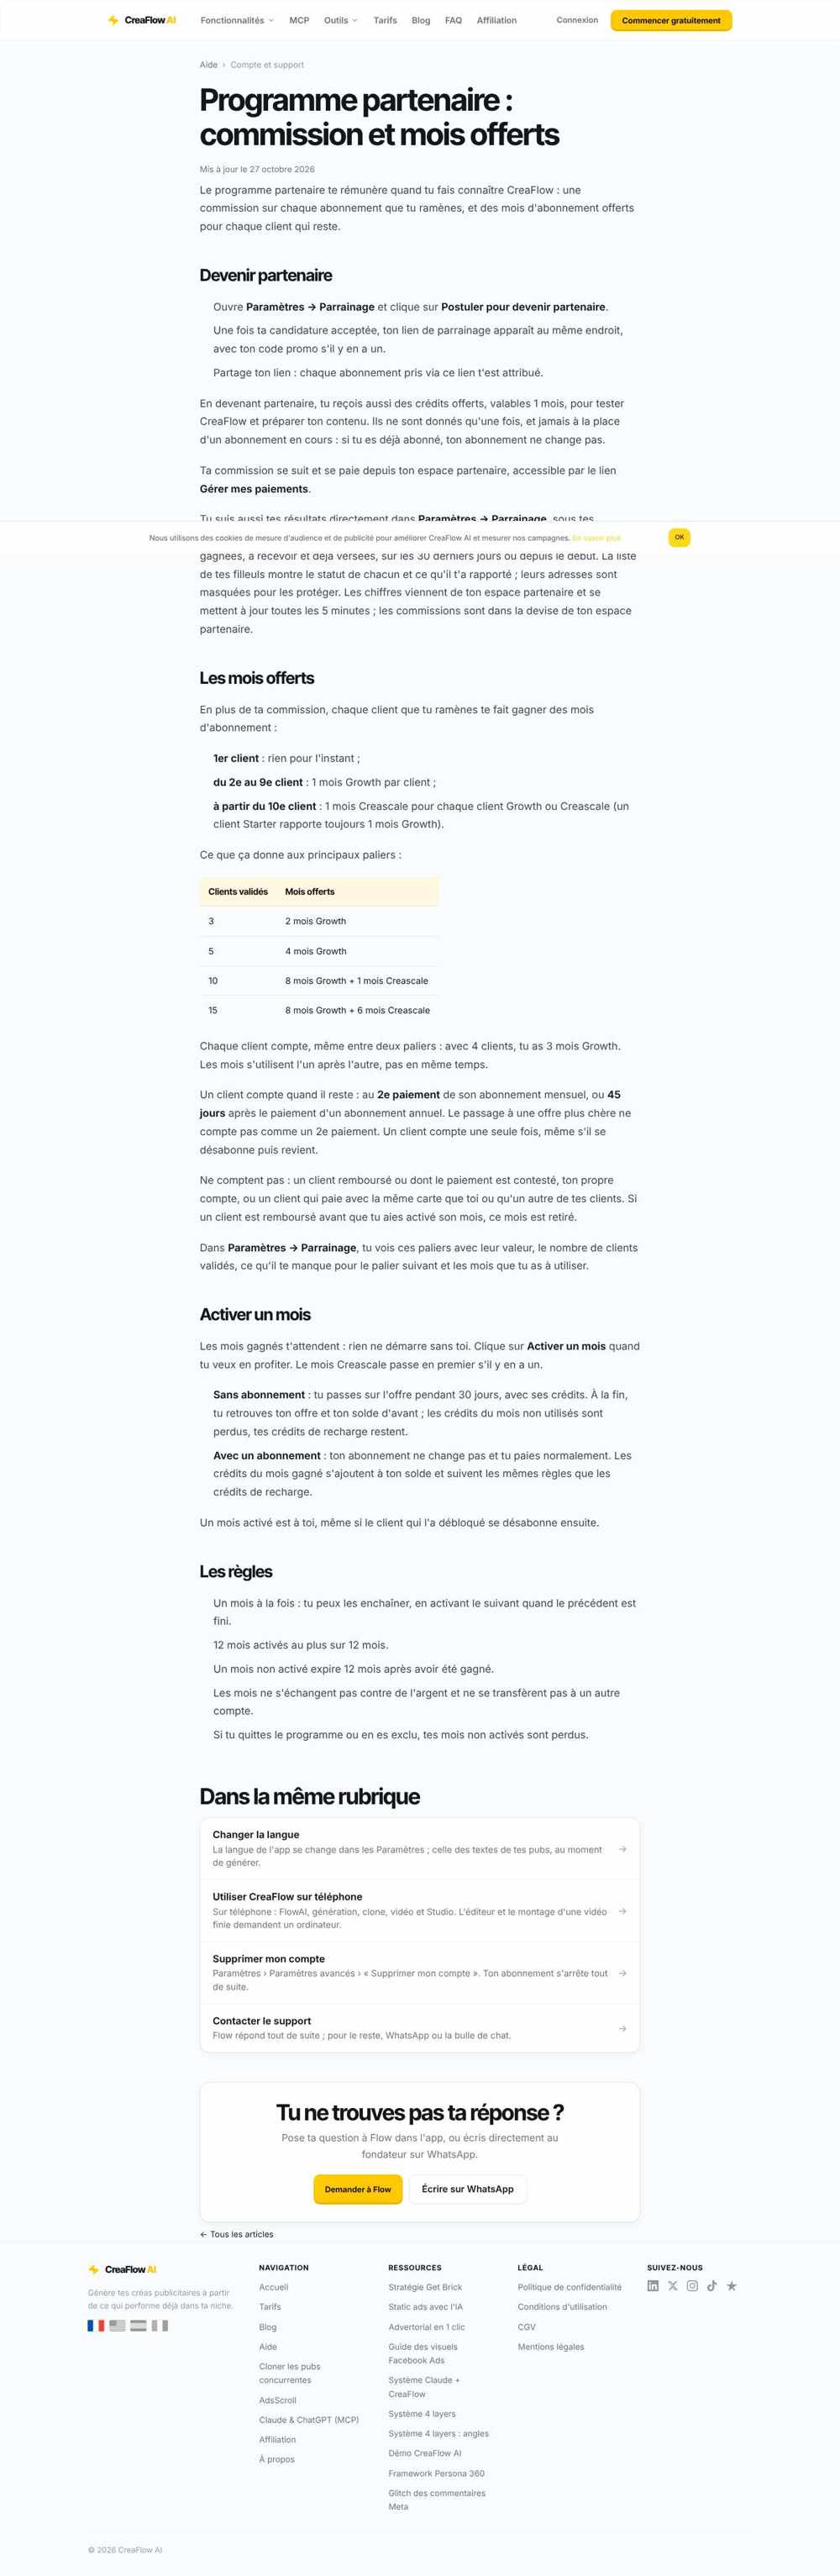 CreaFlow AI
Fonctionnalités
MCP
Outils
Tarifs
Blog
FAQ
Affiliation
Connexion
Commencer gratuitement
Aide › Compte et support
Programme partenaire :
commission et mois offerts
Mis à jour le 27 octobre 2026
Le programme partenaire te rémunère quand tu fais connaître CreaFlow : une
commission sur chaque abonnement que tu ramènes, et des mois d'abonnement offerts
pour chaque client qui reste.
Devenir partenaire
Ouvre Paramètres → Parrainage et clique sur Postuler pour devenir partenaire.
Une fois ta candidature acceptée, ton lien de parrainage apparaît au même endroit,
avec ton code promo s'il y en a un.
Partage ton lien : chaque abonnement pris via ce lien t'est attribué.
En devenant partenaire, tu reçois aussi des crédits offerts, valables 1 mois, pour tester
CreaFlow et préparer ton contenu. Ils ne sont donnés qu'une fois, et jamais à la place
d'un abonnement en cours : si tu es déjà abonné, ton abonnement ne change pas.
Ta commission se suit et se paie depuis ton espace partenaire, accessible par le lien
Gérer mes paiements.
Tu suis aussi tes résultats directement dans Paramètres → Parrainage, sous tes
Nous utilisons des cookies de mesure d'audience et de publicité pour améliorer CreaFlow AI et mesurer nos campagnes. En savoir plus
OK
gagnées, à recevoir et déjà versées, sur les 30 derniers jours ou depuis le début. La liste
de tes filleuls montre le statut de chacun et ce qu'il t'a rapporté ; leurs adresses sont
masquées pour les protéger. Les chiffres viennent de ton espace partenaire et se
mettent à jour toutes les 5 minutes ; les commissions sont dans la devise de ton espace
partenaire.
Les mois offerts
En plus de ta commission, chaque client que tu ramènes te fait gagner des mois
d'abonnement :
1er client : rien pour l'instant ;
du 2e au 9e client : 1 mois Growth par client ;
à partir du 10e client : 1 mois Creascale pour chaque client Growth ou Creascale (un
client Starter rapporte toujours 1 mois Growth).
Ce que ça donne aux principaux paliers :
Clients validés Mois offerts
3 2 mois Growth
5 4 mois Growth
10 8 mois Growth + 1 mois Creascale
15 8 mois Growth + 6 mois Creascale
Chaque client compte, même entre deux paliers : avec 4 clients, tu as 3 mois Growth.
Les mois s'utilisent l'un après l'autre, pas en même temps.
Un client compte quand il reste : au 2e paiement de son abonnement mensuel, ou 45
jours après le paiement d'un abonnement annuel. Le passage à une offre plus chère ne
compte pas comme un 2e paiement. Un client compte une seule fois, même s'il se
désabonne puis revient.
Ne comptent pas : un client remboursé ou dont le paiement est contesté, ton propre
compte, ou un client qui paie avec la même carte que toi ou qu'un autre de tes clients. Si
un client est remboursé avant que tu aies activé son mois, ce mois est retiré.
Dans Paramètres → Parrainage, tu vois ces paliers avec leur valeur, le nombre de clients
validés, ce qu'il te manque pour le palier suivant et les mois que tu as à utiliser.
Activer un mois
Les mois gagnés t'attendent : rien ne démarre sans toi. Clique sur Activer un mois quand
tu veux en profiter. Le mois Creascale passe en premier s'il y en a un.
Sans abonnement : tu passes sur l'offre pendant 30 jours, avec ses crédits. À la fin,
tu retrouves ton offre et ton solde d'avant ; les crédits du mois non utilisés sont
perdus, tes crédits de recharge restent.
Avec un abonnement : ton abonnement ne change pas et tu paies normalement. Les
crédits du mois gagné s'ajoutent à ton solde et suivent les mêmes règles que les
crédits de recharge.
Un mois activé est à toi, même si le client qui l'a débloqué se désabonne ensuite.
Les règles
Un mois à la fois : tu peux les enchaîner, en activant le suivant quand le précédent est
fini.
12 mois activés au plus sur 12 mois.
Un mois non activé expire 12 mois après avoir été gagné.
Les mois ne s'échangent pas contre de l'argent et ne se transfèrent pas à un autre
compte.
Si tu quittes le programme ou en es exclu, tes mois non activés sont perdus.
Dans la même rubrique
Changer la langue
La langue de l'app se change dans les Paramètres ; celle des textes de tes pubs, au moment
de générer.
→
Utiliser CreaFlow sur téléphone
Sur téléphone : FlowAI, génération, clone, vidéo et Studio. L'éditeur et le montage d'une vidéo
finie demandent un ordinateur.
→
Supprimer mon compte
Paramètres › Paramètres avancés › « Supprimer mon compte ». Ton abonnement s'arrête tout
de suite.
→
Contacter le support
Flow répond tout de suite ; pour le reste, WhatsApp ou la bulle de chat.
→
Tu ne trouves pas ta réponse ?
Pose ta question à Flow dans l'app, ou écris directement au
fondateur sur WhatsApp.
Demander à Flow
Écrire sur WhatsApp
← Tous les articles
CreaFlow AI
Génère tes créas publicitaires à partir
de ce qui performe déjà dans ta niche.
NAVIGATION
Accueil
Tarifs
Blog
Aide
Cloner les pubs
concurrentes
AdsScroll
Claude & ChatGPT (MCP)
Affiliation
À propos
RESSOURCES
Stratégie Get Brick
Static ads avec l'IA
Advertorial en 1 clic
Guide des visuels
Facebook Ads
Système Claude +
CreaFlow
Système 4 layers
Système 4 layers : angles
Démo CreaFlow AI
Framework Persona 360
Glitch des commentaires
Meta
LÉGAL
Politique de confidentialité
Conditions d'utilisation
CGV
Mentions légales
SUIVEZ-NOUS
© 2026 CreaFlow AI